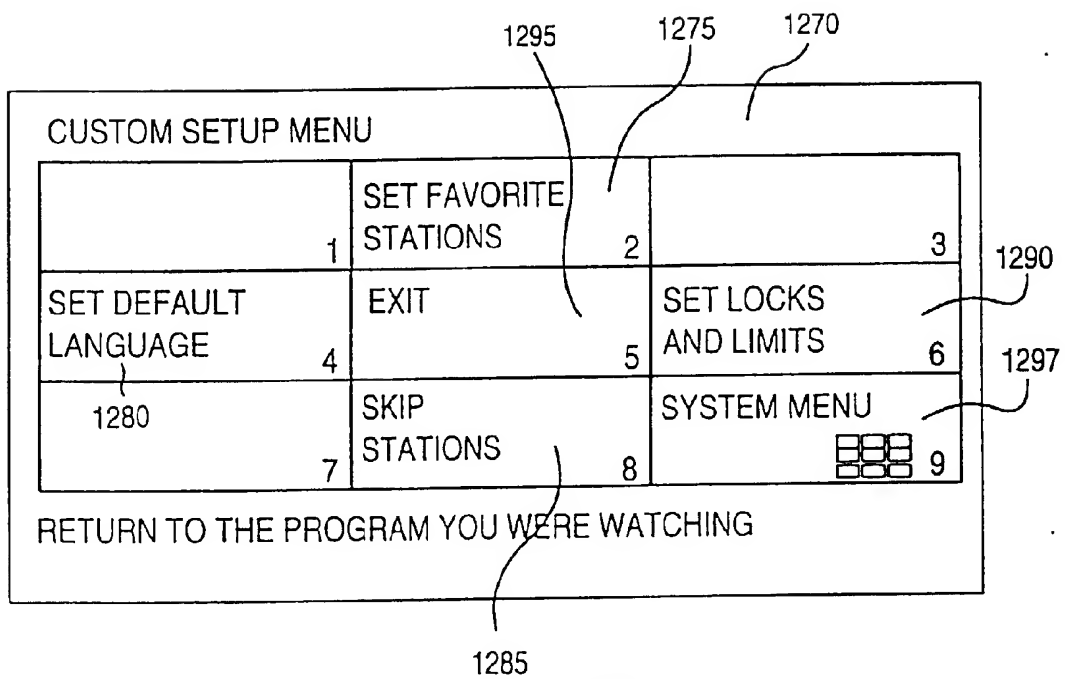 1295 1275 1270
CUSTOM SETUP MENU
1
SET FAVORITE
STATIONS 2
3
1290
SET DEFAULT
LANGUAGE 4
EXIT
5
SET LOCKS
AND LIMITS 6
1297
1280
7
SKIP
STATIONS 8
SYSTEM MENU
9
RETURN TO THE PROGRAM YOU WERE WATCHING
1285